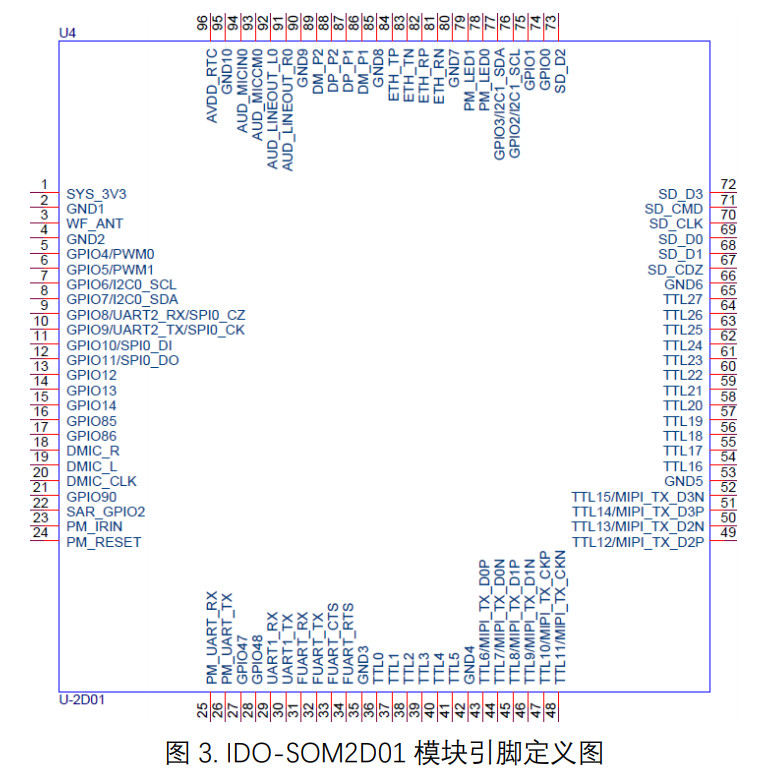 U4
96 AVDD_RTC
95 GND10
94 AUD_MICIN0
93 AUD_MICCM0
92 AUD_LINEOUT_L0
91 AUD_LINEOUT_R0
90 GND9
89 DM_P2
88 DP_P2
87 DP_P1
86 DM_P1
85 GND8
84 ETH_TP
83 ETH_TN
82 ETH_RP
81 ETH_RN
80 GND7
79 PM_LED1
78 PM_LED0
77 GPIO3/I2C1_SDA
76 GPIO2/I2C1_SCL
75 GPIO1
74 GPIO0
73 SD_D2
1 SYS_3V3
2 GND1
3 WF_ANT
4 GND2
5 GPIO4/PWM0
6 GPIO5/PWM1
7 GPIO6/I2C0_SCL
8 GPIO7/I2C0_SDA
9 GPIO8/UART2_RX/SPI0_CZ
10 GPIO9/UART2_TX/SPI0_CK
11 GPIO10/SPI0_DI
12 GPIO11/SPI0_DO
13 GPIO12
14 GPIO13
15 GPIO14
16 GPIO85
17 GPIO86
18 DMIC_R
19 DMIC_L
20 DMIC_CLK
21 GPIO90
22 SAR_GPIO2
23 PM_IRIN
24 PM_RESET
SD_D3 72
SD_CMD 71
SD_CLK 70
SD_D0 69
SD_D1 68
SD_CDZ 67
GND6 66
TTL27 65
TTL26 64
TTL25 63
TTL24 62
TTL23 61
TTL22 60
TTL21 59
TTL20 58
TTL19 57
TTL18 56
TTL17 55
TTL16 54
GND5 53
TTL15/MIPI_TX_D3N 52
TTL14/MIPI_TX_D3P 51
TTL13/MIPI_TX_D2N 50
TTL12/MIPI_TX_D2P 49
25 PM_UART_RX
26 PM_UART_TX
27 GPIO47
28 GPIO48
29 UART1_RX
30 UART1_TX
31 FUART_RX
32 FUART_TX
33 FUART_CTS
34 FUART_RTS
35 GND3
36 TTL0
37 TTL1
38 TTL2
39 TTL3
40 TTL4
41 TTL5
42 GND4
43 TTL6/MIPI_TX_D0P
44 TTL7/MIPI_TX_D0N
45 TTL8/MIPI_TX_D1P
46 TTL9/MIPI_TX_D1N
47 TTL10/MIPI_TX_CKP
48 TTL11/MIPI_TX_CKN
U-2D01
图 3. IDO-SOM2D01 模块引脚定义图